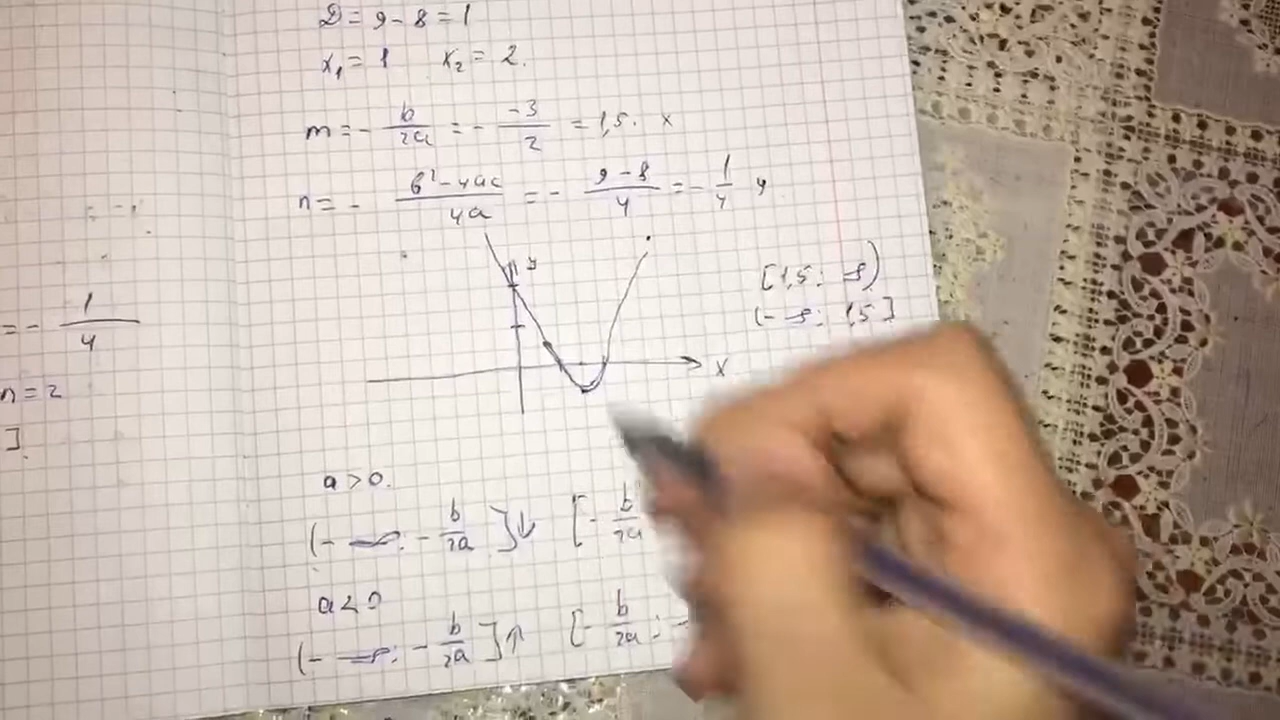 = - 1/4
n = 2
]
D = 9 - 8 = 1
x₁ = 1 x₂ = 2.
m = - b/2a = - -3/2 = 1,5. x
n = - b² - 4ac/4a = - 9 - 8/4 = - 1/4 y
y
x
[1,5; ∞)
(-∞; 1,5]
a > 0.
(-∞; - b/2a ]↓ [- b/2a
a < 0
(-∞; - b/2a ]↑ [- b/2a ;